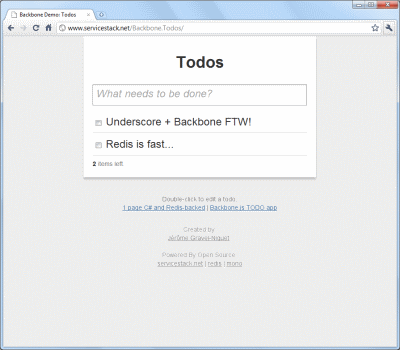 Backbone Demo: Todos
www.servicestack.net/Backbone.Todos/
Todos
What needs to be done?
Underscore + Backbone FTW!
Redis is fast...
2 items left
Double-click to edit a todo.
1 page C# and Redis-backed | Backbone.js TODO app
Created by
Jérôme Gravel-Niquet
Powered By Open Source
servicestack.net | redis | mono